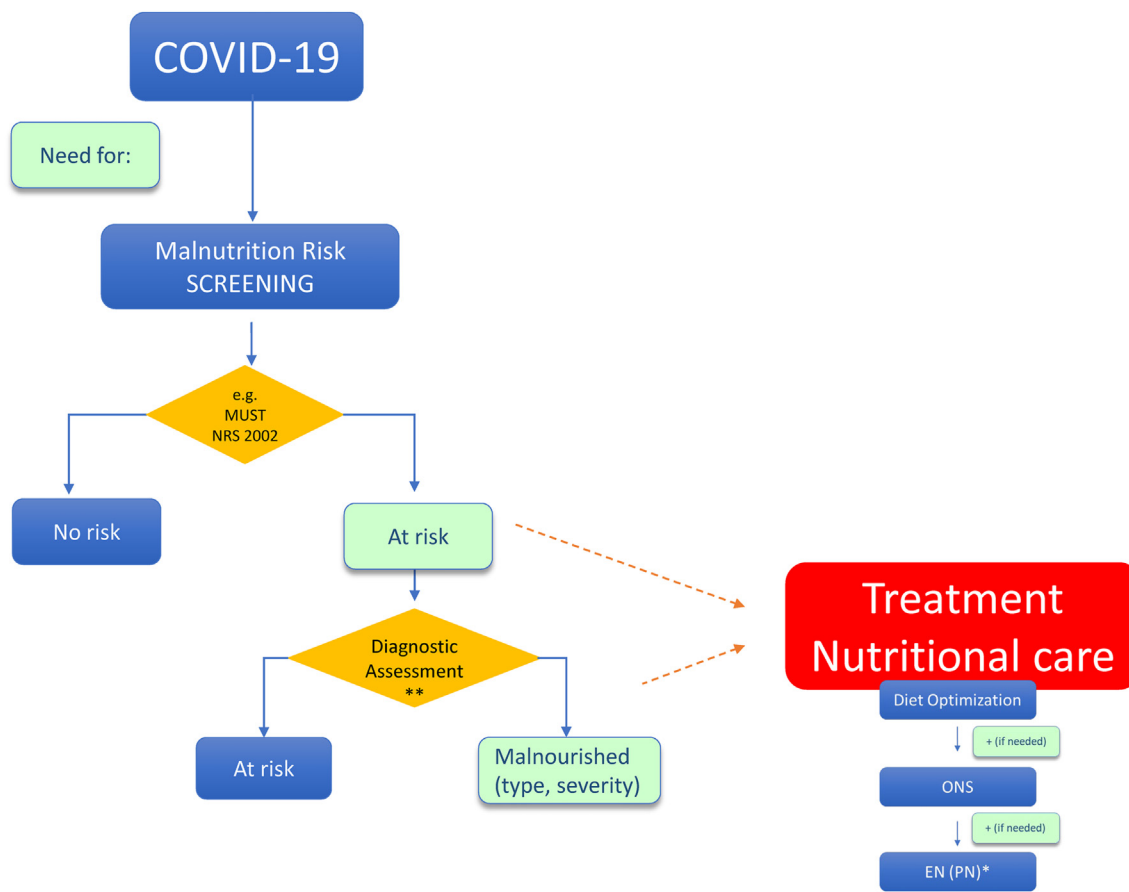 COVID-19
Need for:
Malnutrition Risk
SCREENING
e.g.
MUST
NRS 2002
No risk
At risk
Diagnostic
Assessment
**
At risk
Malnourished
(type, severity)
Treatment
Nutritional care
Diet Optimization
+ (if needed)
ONS
+ (if needed)
EN (PN)*